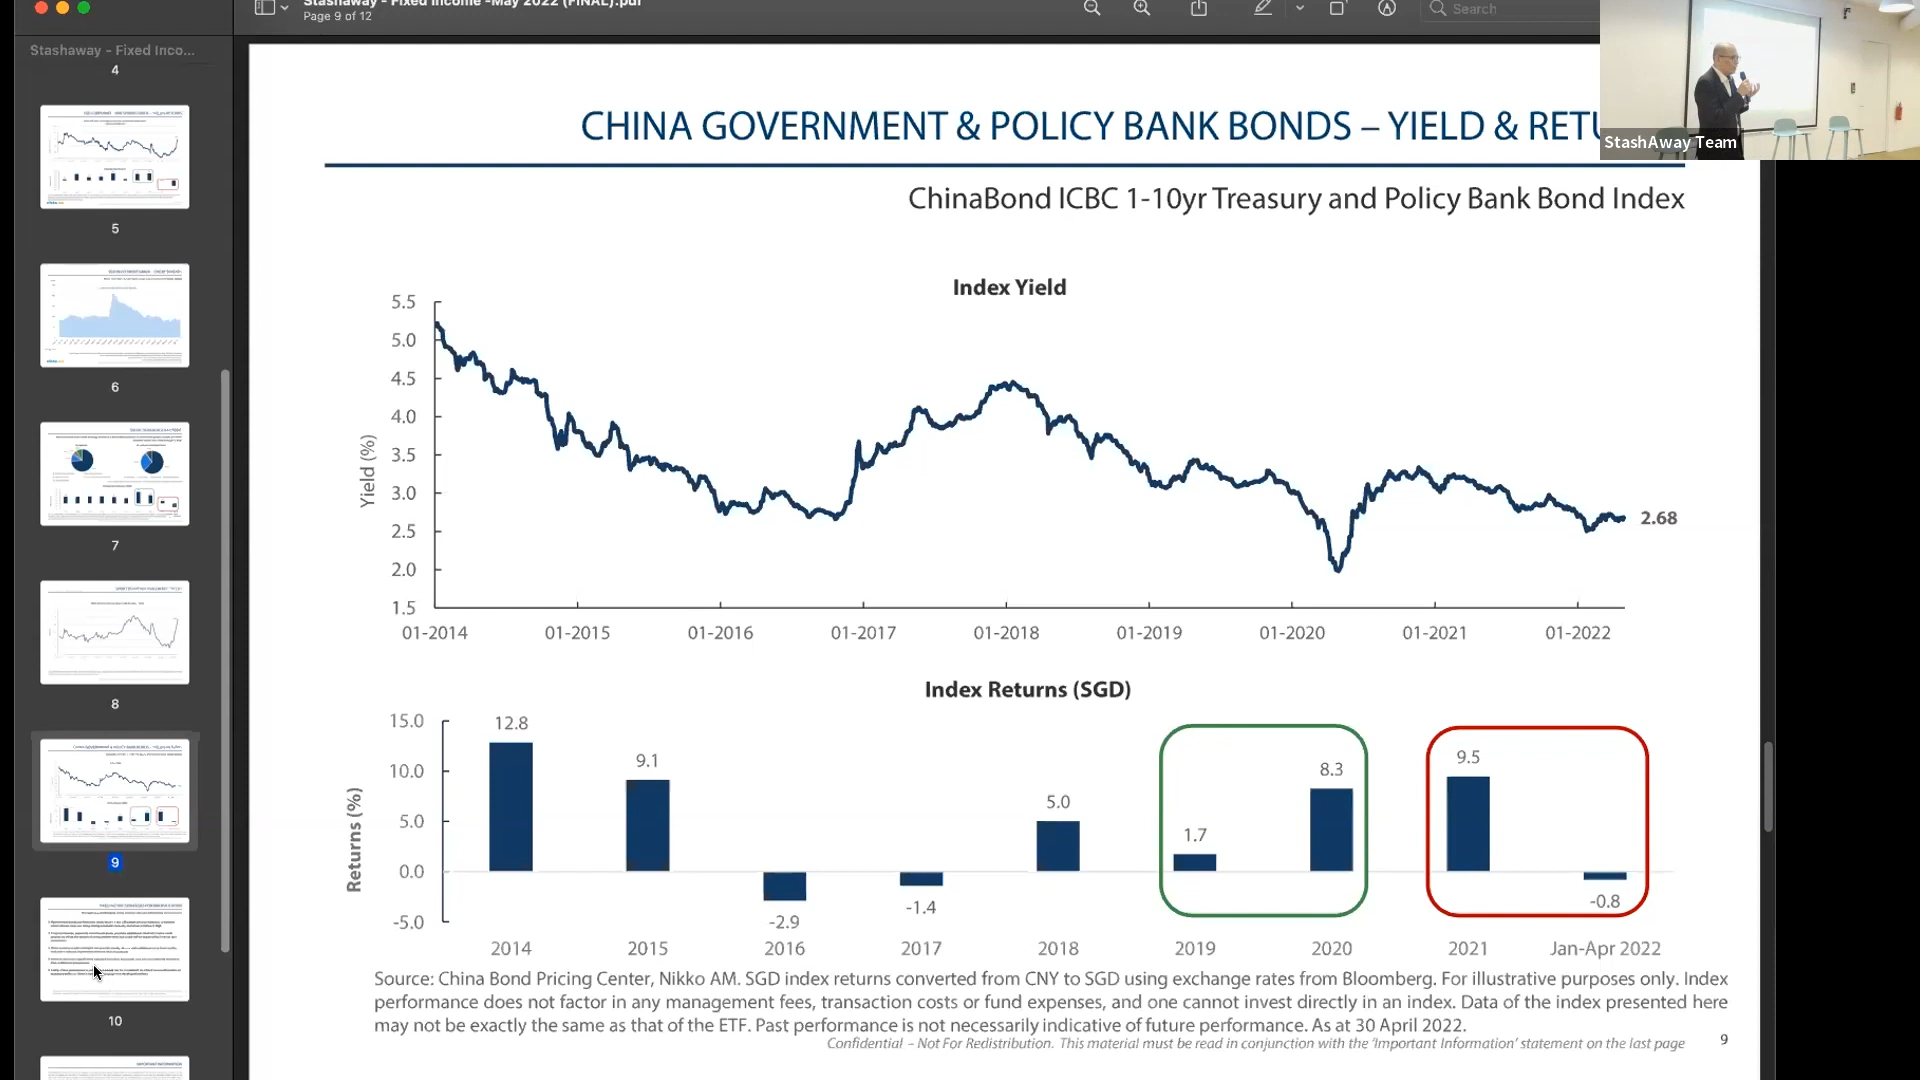 Stashaway - Fixed Income -May 2022 (FINAL).pdf
Page 9 of 12
Search
Stashaway - Fixed Inco...
4
5
6
7
8
9
10
StashAway Team
CHINA GOVERNMENT & POLICY BANK BONDS – YIELD & RETU
ChinaBond ICBC 1-10yr Treasury and Policy Bank Bond Index
Index Yield
Yield (%)
5.5
5.0
4.5
4.0
3.5
3.0
2.5
2.0
1.5
2.68
01-2014 01-2015 01-2016 01-2017 01-2018 01-2019 01-2020 01-2021 01-2022
Index Returns (SGD)
Returns (%)
15.0
10.0
5.0
0.0
-5.0
12.8 9.1 -2.9 -1.4 5.0 1.7 8.3 9.5 -0.8
2014 2015 2016 2017 2018 2019 2020 2021 Jan-Apr 2022
Source: China Bond Pricing Center, Nikko AM. SGD index returns converted from CNY to SGD using exchange rates from Bloomberg. For illustrative purposes only. Index
performance does not factor in any management fees, transaction costs or fund expenses, and one cannot invest directly in an index. Data of the index presented here
may not be exactly the same as that of the ETF. Past performance is not necessarily indicative of future performance. As at 30 April 2022.
Confidential – Not For Redistribution. This material must be read in conjunction with the 'Important Information' statement on the last page
9